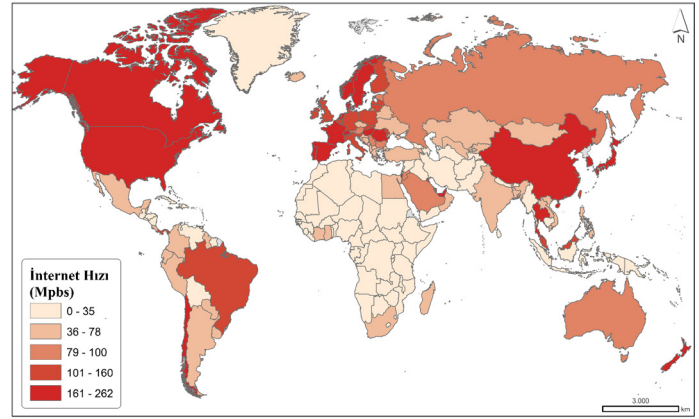 N
İnternet Hızı
(Mpbs)
0 - 35
36 - 78
79 - 100
101 - 160
161 - 262
3.000
km